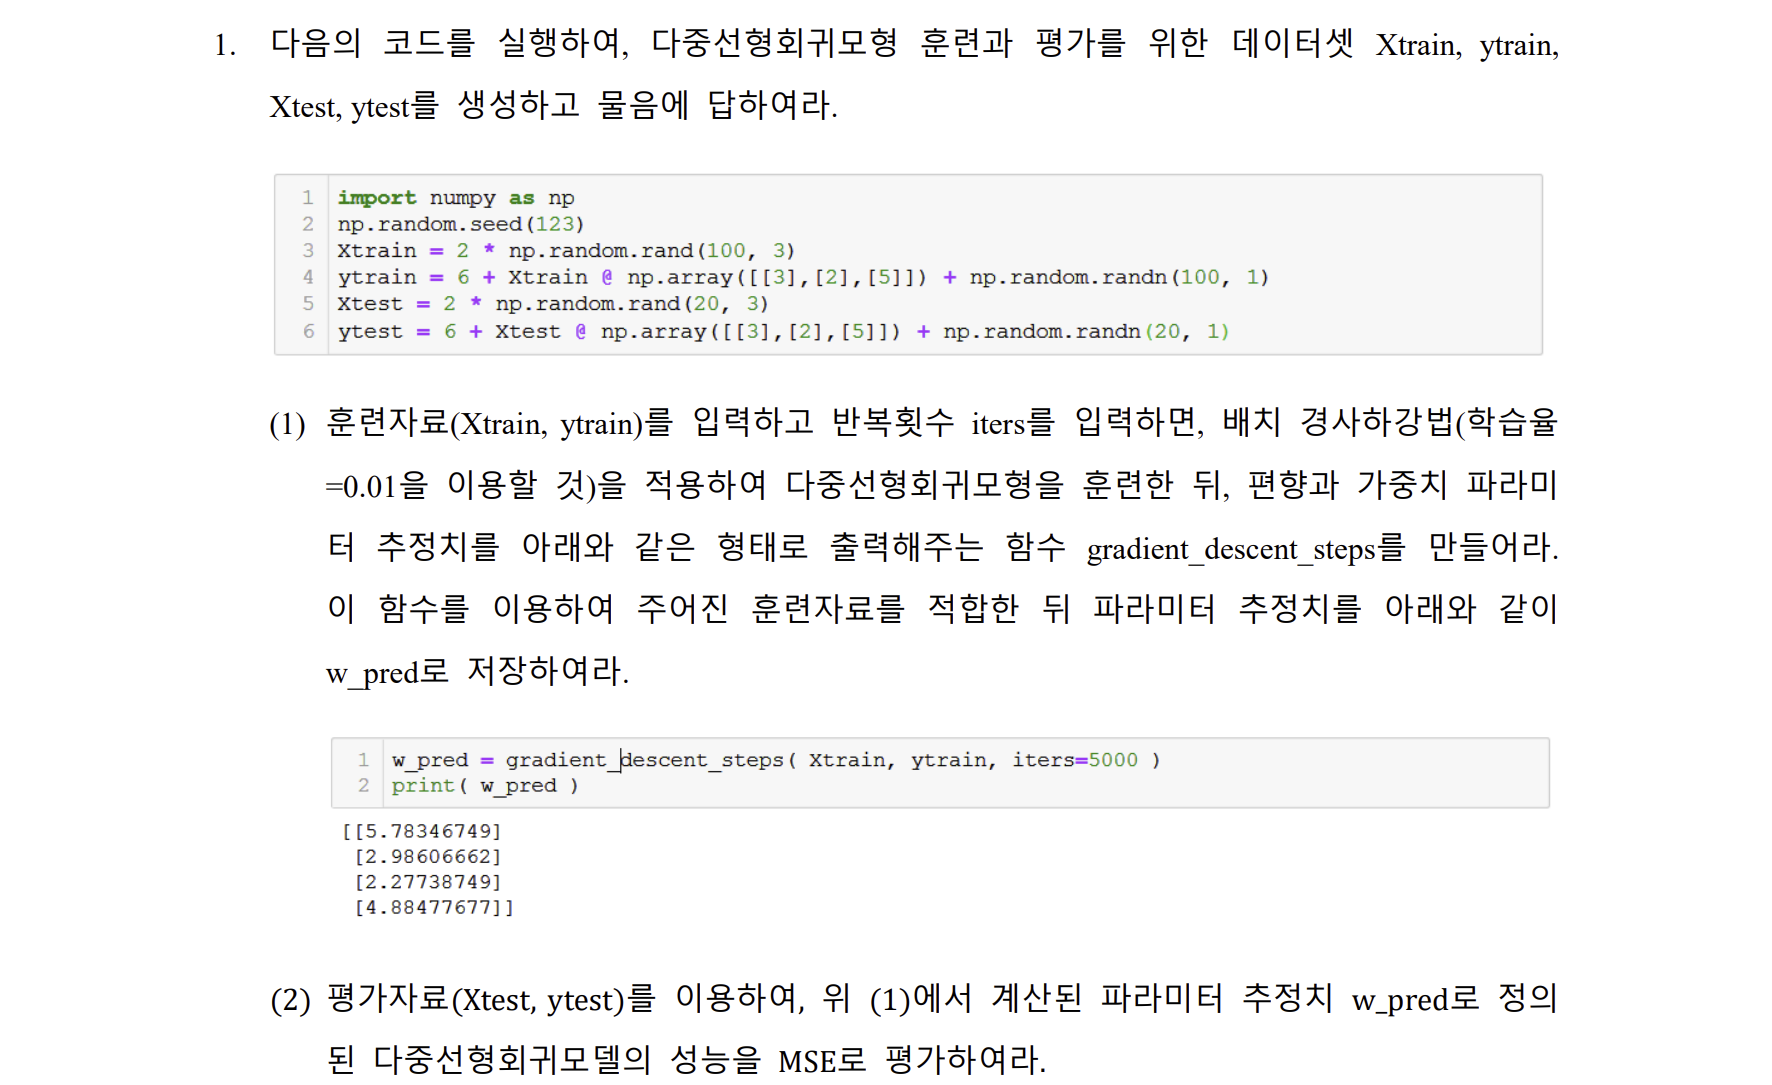 1. 다음의 코드를 실행하여, 다중선형회귀모형 훈련과 평가를 위한 데이터셋 Xtrain, ytrain,
Xtest, ytest를 생성하고 물음에 답하여라.
1 import numpy as np
2 np.random.seed(123)
3 Xtrain = 2 * np.random.rand(100, 3)
4 ytrain = 6 + Xtrain @ np.array([[3],[2],[5]]) + np.random.randn(100, 1)
5 Xtest = 2 * np.random.rand(20, 3)
6 ytest = 6 + Xtest @ np.array([[3],[2],[5]]) + np.random.randn(20, 1)
(1) 훈련자료(Xtrain, ytrain)를 입력하고 반복횟수 iters를 입력하면, 배치 경사하강법(학습율
=0.01을 이용할 것)을 적용하여 다중선형회귀모형을 훈련한 뒤, 편향과 가중치 파라미
터 추정치를 아래와 같은 형태로 출력해주는 함수 gradient_descent_steps를 만들어라.
이 함수를 이용하여 주어진 훈련자료를 적합한 뒤 파라미터 추정치를 아래와 같이
w_pred로 저장하여라.
1 w_pred = gradient_descent_steps( Xtrain, ytrain, iters=5000 )
2 print( w_pred )
[[5.78346749]
[2.98606662]
[2.27738749]
[4.88477677]]
(2) 평가자료(Xtest, ytest)를 이용하여, 위 (1)에서 계산된 파라미터 추정치 w_pred로 정의
된 다중선형회귀모델의 성능을 MSE로 평가하여라.